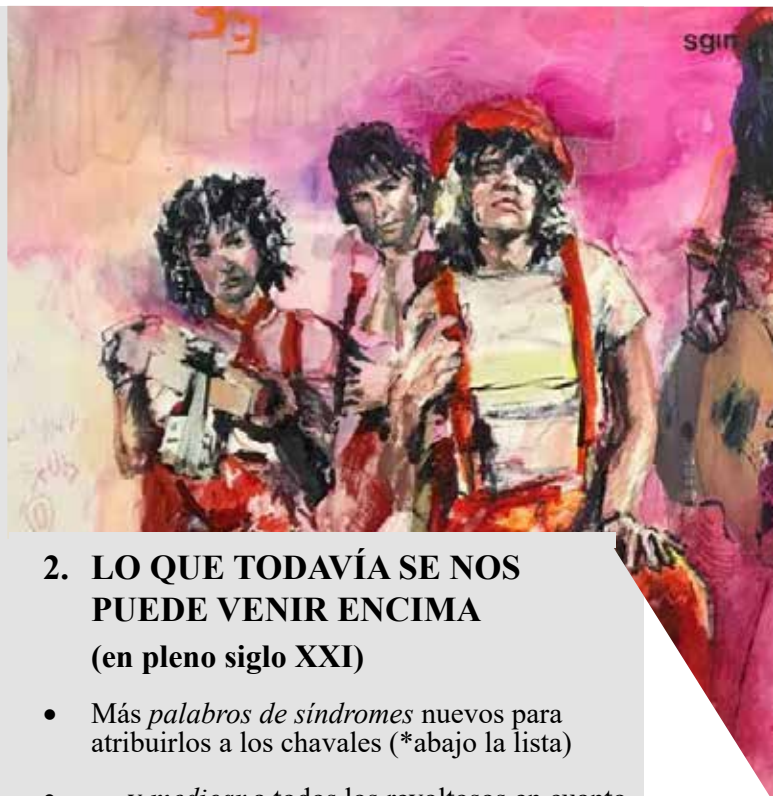 sg
2. LO QUE TODAVÍA SE NOS
PUEDE VENIR ENCIMA
(en pleno siglo XXI)
• Más palabros de síndromes nuevos para
atribuirlos a los chavales (*abajo la lista)